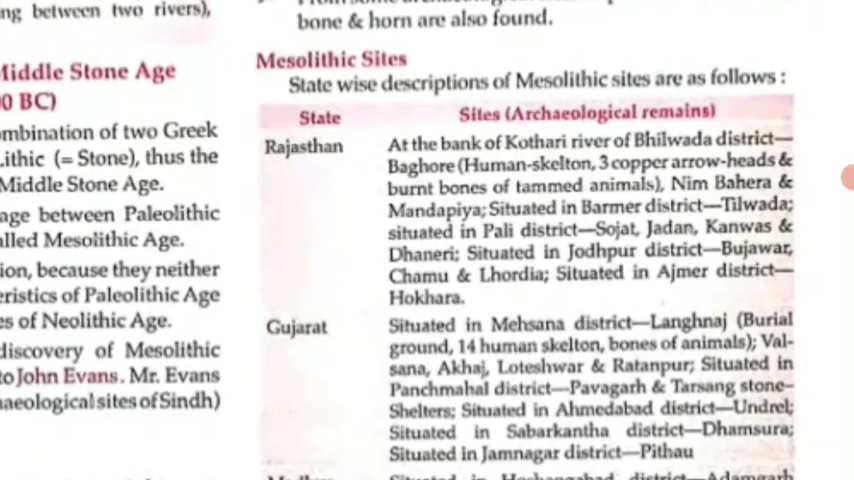 ng between two rivers),
Middle Stone Age
0 BC)
ombination of two Greek
Lithic (= Stone), thus the
Middle Stone Age.
age between Paleolithic
alled Mesolithic Age.
ion, because they neither
eristics of Paleolithic Age
es of Neolithic Age.
discovery of Mesolithic
to John Evans. Mr. Evans
haeological sites of Sindh)
bone & horn are also found.
Mesolithic Sites
State wise descriptions of Mesolithic sites are as follows :
State Sites (Archaeological remains)
Rajasthan At the bank of Kothari river of Bhilwada district—
Baghore (Human-skelton, 3 copper arrow-heads &
burnt bones of tammed animals), Nim Bahera &
Mandapiya; Situated in Barmer district—Tilwada;
situated in Pali district—Sojat, Jadan, Kanwas &
Dhaneri; Situated in Jodhpur district—Bujawar,
Chamu & Lhordia; Situated in Ajmer district—
Hokhara.
Gujarat Situated in Mehsana district—Langhnaj (Burial
ground, 14 human skelton, bones of animals); Val-
sana, Akhaj, Loteshwar & Ratanpur; Situated in
Panchmahal district—Pavagarh & Tarsang stone-
Shelters; Situated in Ahmedabad district—Undrel;
Situated in Sabarkantha district—Dhamsura;
Situated in Jamnagar district—Pithau